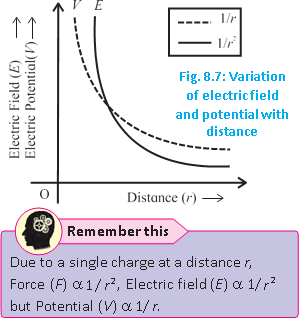 V E
1/r
1/r²
Fig. 8.7: Variation
of electric field
and potential with
distance
Electric Field (E) ⟶
Electric Potential(V) ⟶
O
Distance (r) ⟶
Remember this
Due to a single charge at a distance r,
Force (F) ∝ 1/r², Electric field (E) ∝ 1/r²
but Potential (V) ∝ 1/r.